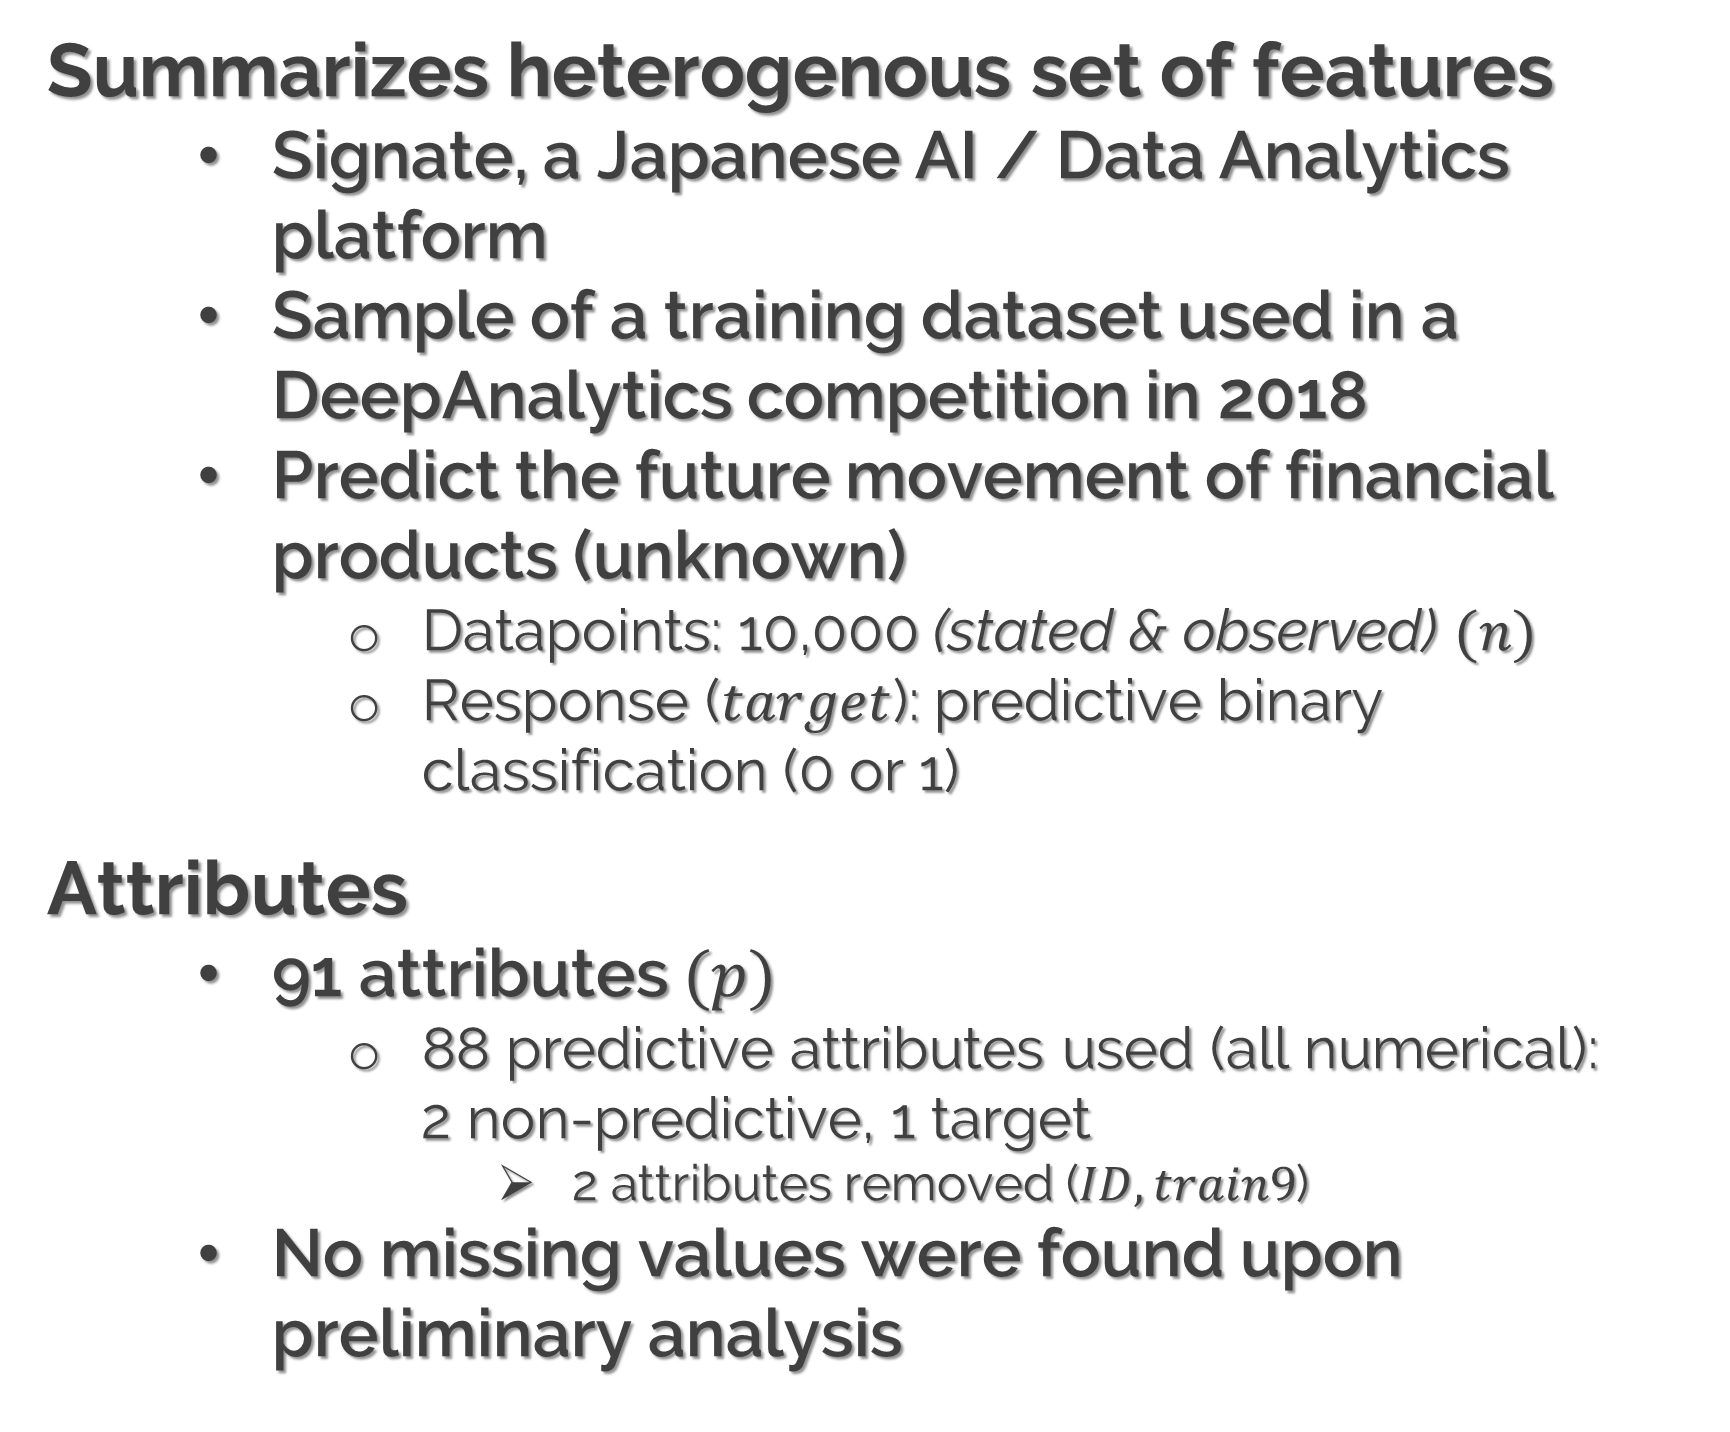 Summarizes heterogenous set of features
• Signate, a Japanese AI / Data Analytics
platform
• Sample of a training dataset used in a
DeepAnalytics competition in 2018
• Predict the future movement of financial
products (unknown)
○ Datapoints: 10,000 (stated & observed) (n)
○ Response (target): predictive binary
classification (0 or 1)
Attributes
• 91 attributes (p)
○ 88 predictive attributes used (all numerical):
2 non-predictive, 1 target
➢ 2 attributes removed (ID, train9)
• No missing values were found upon
preliminary analysis